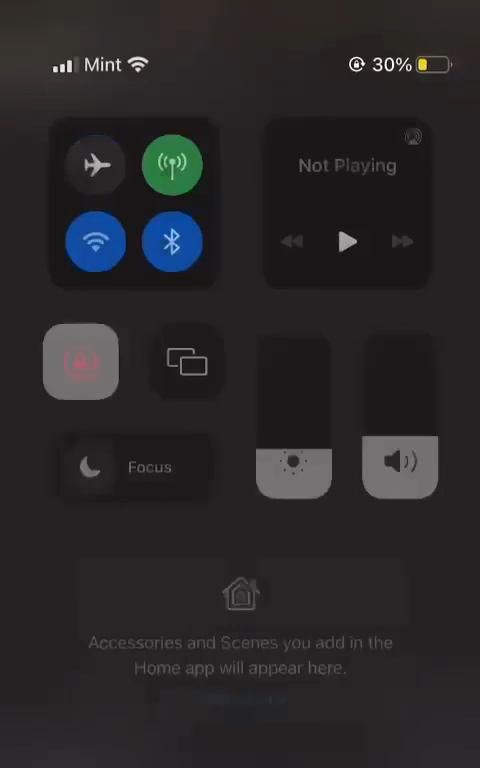 Mint 30%
Not Playing
Focus
Accessories and Scenes you add in the
Home app will appear here.